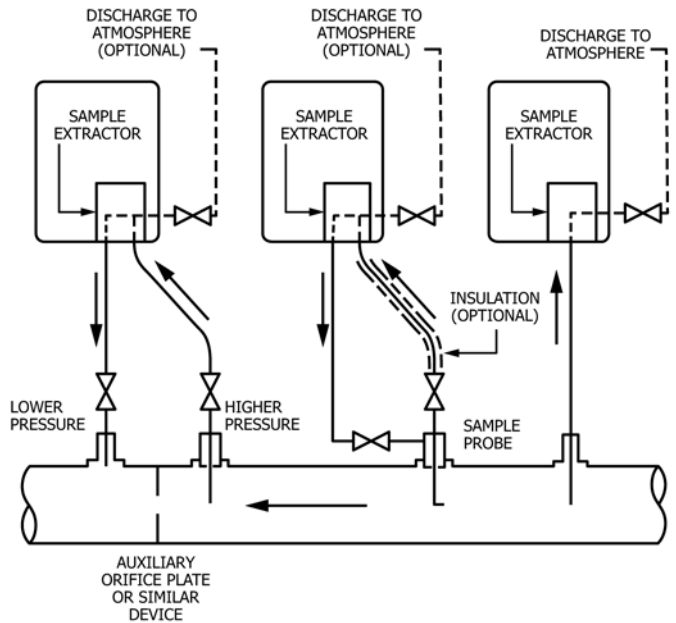 DISCHARGE TO
ATMOSPHERE
(OPTIONAL)
DISCHARGE TO
ATMOSPHERE
(OPTIONAL)
DISCHARGE TO
ATMOSPHERE
SAMPLE
EXTRACTOR
SAMPLE
EXTRACTOR
SAMPLE
EXTRACTOR
INSULATION
(OPTIONAL)
LOWER
PRESSURE
HIGHER
PRESSURE
SAMPLE
PROBE
AUXILIARY
ORIFICE PLATE
OR SIMILAR
DEVICE